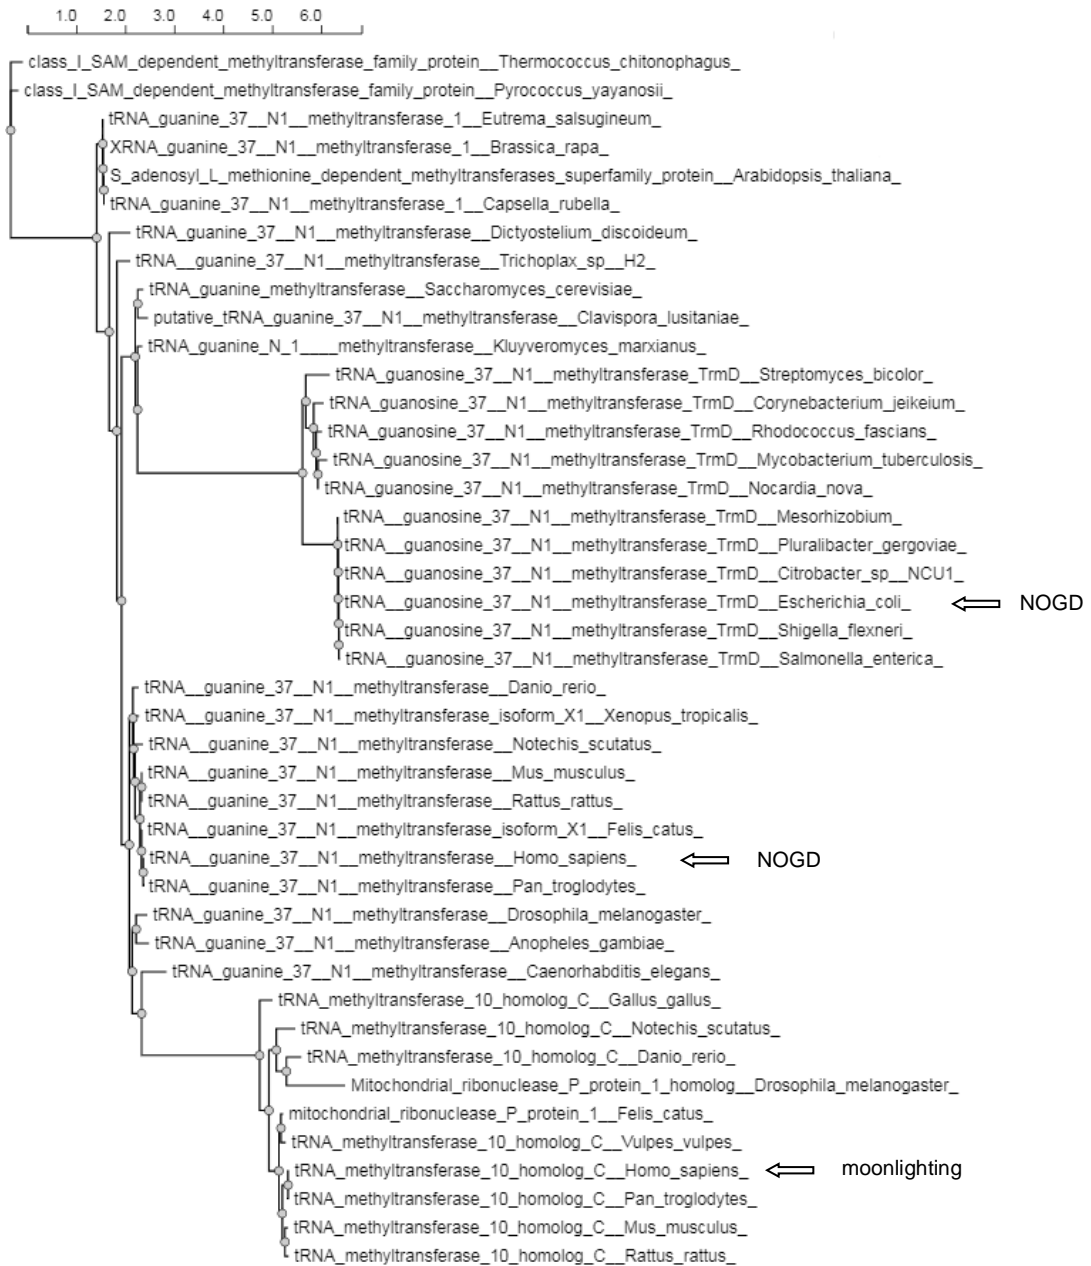 1.0 2.0 3.0 4.0 5.0 6.0
class_I_SAM_dependent_methyltransferase_family_protein__Thermococcus_chitonophagus_
class_I_SAM_dependent_methyltransferase_family_protein__Pyrococcus_yayanosii_
tRNA_guanine_37__N1__methyltransferase_1__Eutrema_salsugineum_
XRNA_guanine_37__N1__methyltransferase_1__Brassica_rapa_
S_adenosyl_L_methionine_dependent_methyltransferases_superfamily_protein__Arabidopsis_thaliana_
tRNA_guanine_37__N1__methyltransferase_1__Capsella_rubella_
tRNA_guanine_37__N1__methyltransferase__Dictyostelium_discoideum_
tRNA__guanine_37__N1__methyltransferase__Trichoplax_sp__H2_
tRNA_guanine_methyltransferase__Saccharomyces_cerevisiae_
putative_tRNA_guanine_37__N1__methyltransferase__Clavispora_lusitaniae_
tRNA_guanine_N_1____methyltransferase__Kluyveromyces_marxianus_
tRNA_guanosine_37__N1__methyltransferase_TrmD__Streptomyces_bicolor_
tRNA_guanosine_37__N1__methyltransferase_TrmD__Corynebacterium_jeikeium_
tRNA_guanosine_37__N1__methyltransferase_TrmD__Rhodococcus_fascians_
tRNA_guanosine_37__N1__methyltransferase_TrmD__Mycobacterium_tuberculosis_
tRNA_guanosine_37__N1__methyltransferase_TrmD__Nocardia_nova_
tRNA__guanosine_37__N1__methyltransferase_TrmD__Mesorhizobium_
tRNA__guanosine_37__N1__methyltransferase_TrmD__Pluralibacter_gergoviae_
tRNA__guanosine_37__N1__methyltransferase_TrmD__Citrobacter_sp__NCU1_
tRNA__guanosine_37__N1__methyltransferase_TrmD__Escherichia_coli_ NOGD
tRNA__guanosine_37__N1__methyltransferase_TrmD__Shigella_flexneri_
tRNA__guanosine_37__N1__methyltransferase_TrmD__Salmonella_enterica_
tRNA__guanine_37__N1__methyltransferase__Danio_rerio_
tRNA__guanine_37__N1__methyltransferase_isoform_X1__Xenopus_tropicalis_
tRNA__guanine_37__N1__methyltransferase__Notechis_scutatus_
tRNA__guanine_37__N1__methyltransferase__Mus_musculus_
tRNA__guanine_37__N1__methyltransferase__Rattus_rattus_
tRNA__guanine_37__N1__methyltransferase_isoform_X1__Felis_catus_
tRNA__guanine_37__N1__methyltransferase__Homo_sapiens_ NOGD
tRNA__guanine_37__N1__methyltransferase__Pan_troglodytes_
tRNA_guanine_37__N1__methyltransferase__Drosophila_melanogaster_
tRNA_guanine_37__N1__methyltransferase__Anopheles_gambiae_
tRNA_guanine_37__N1__methyltransferase__Caenorhabditis_elegans_
tRNA_methyltransferase_10_homolog_C__Gallus_gallus_
tRNA_methyltransferase_10_homolog_C__Notechis_scutatus_
tRNA_methyltransferase_10_homolog_C__Danio_rerio_
Mitochondrial_ribonuclease_P_protein_1_homolog__Drosophila_melanogaster_
mitochondrial_ribonuclease_P_protein_1__Felis_catus_
tRNA_methyltransferase_10_homolog_C__Vulpes_vulpes_
tRNA_methyltransferase_10_homolog_C__Homo_sapiens_ moonlighting
tRNA_methyltransferase_10_homolog_C__Pan_troglodytes_
tRNA_methyltransferase_10_homolog_C__Mus_musculus_
tRNA_methyltransferase_10_homolog_C__Rattus_rattus_